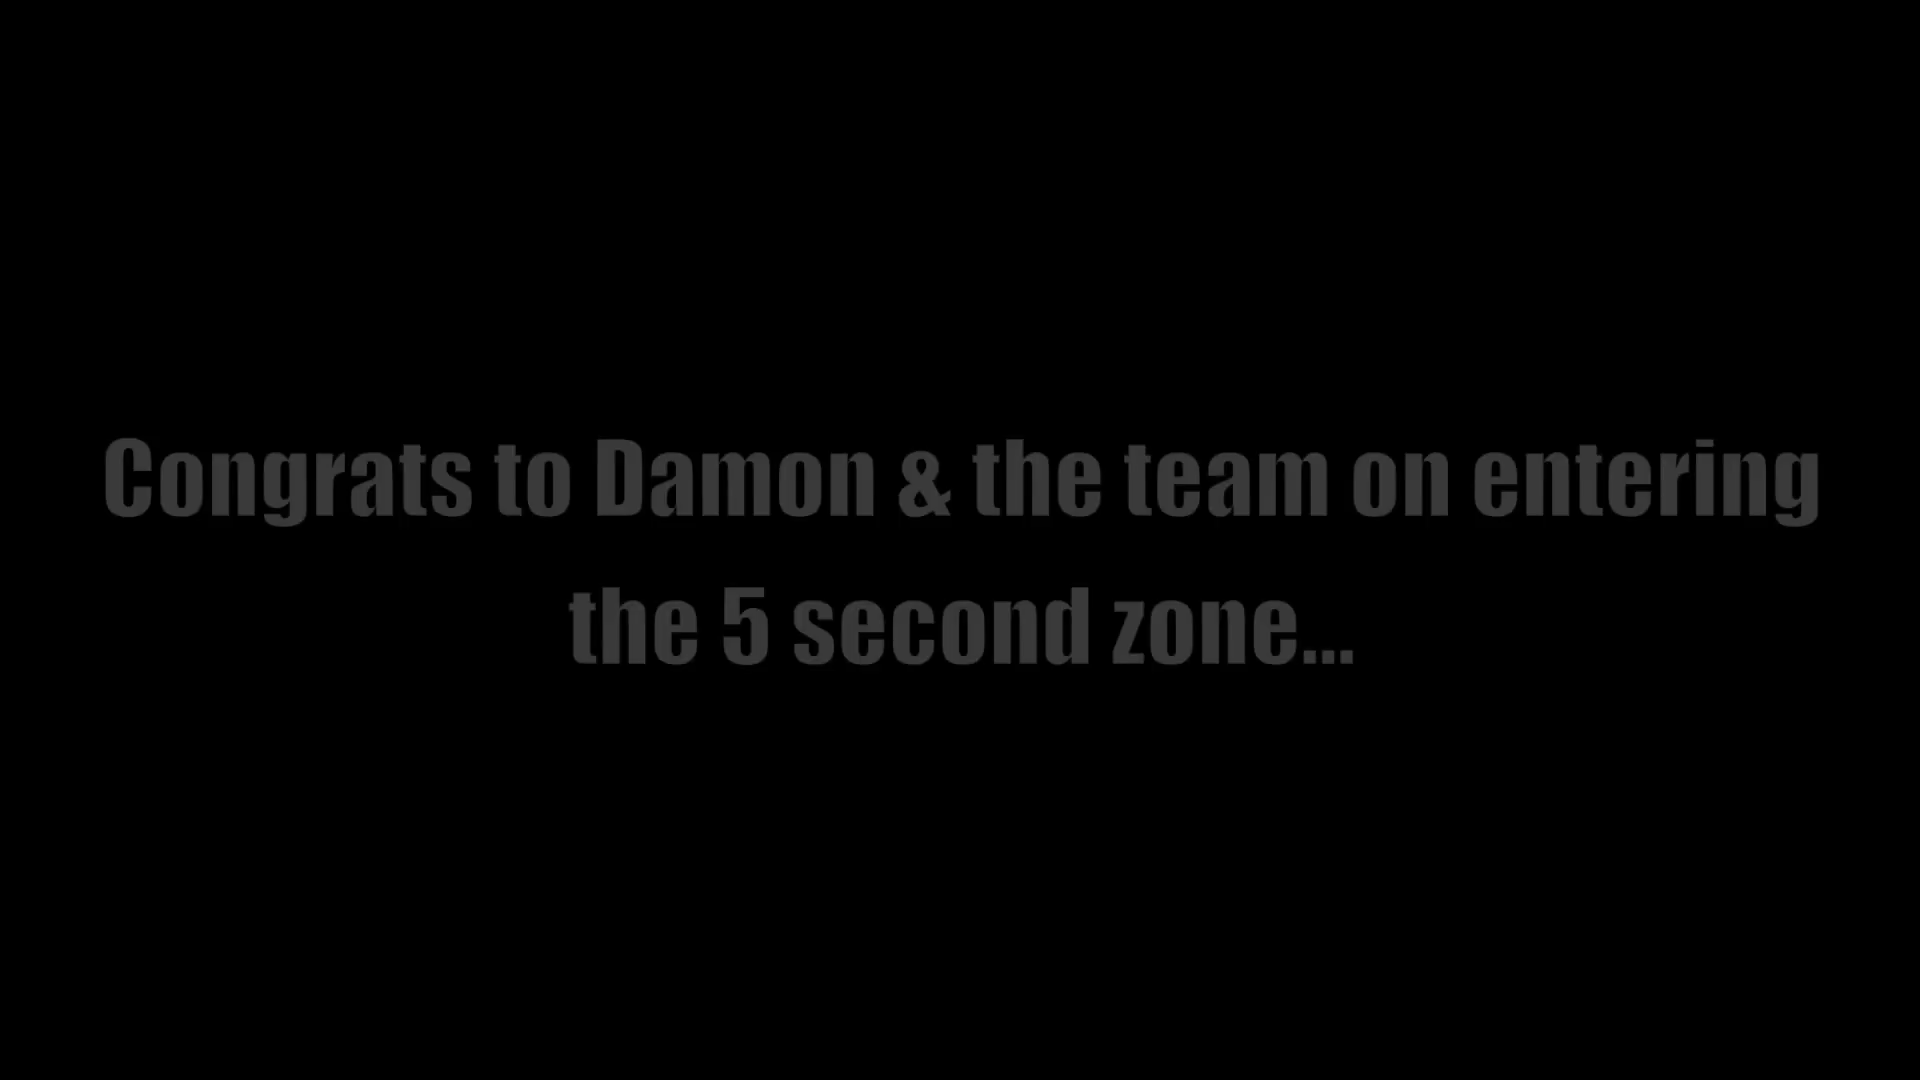 Congrats to Damon & the team on entering
the 5 second zone...